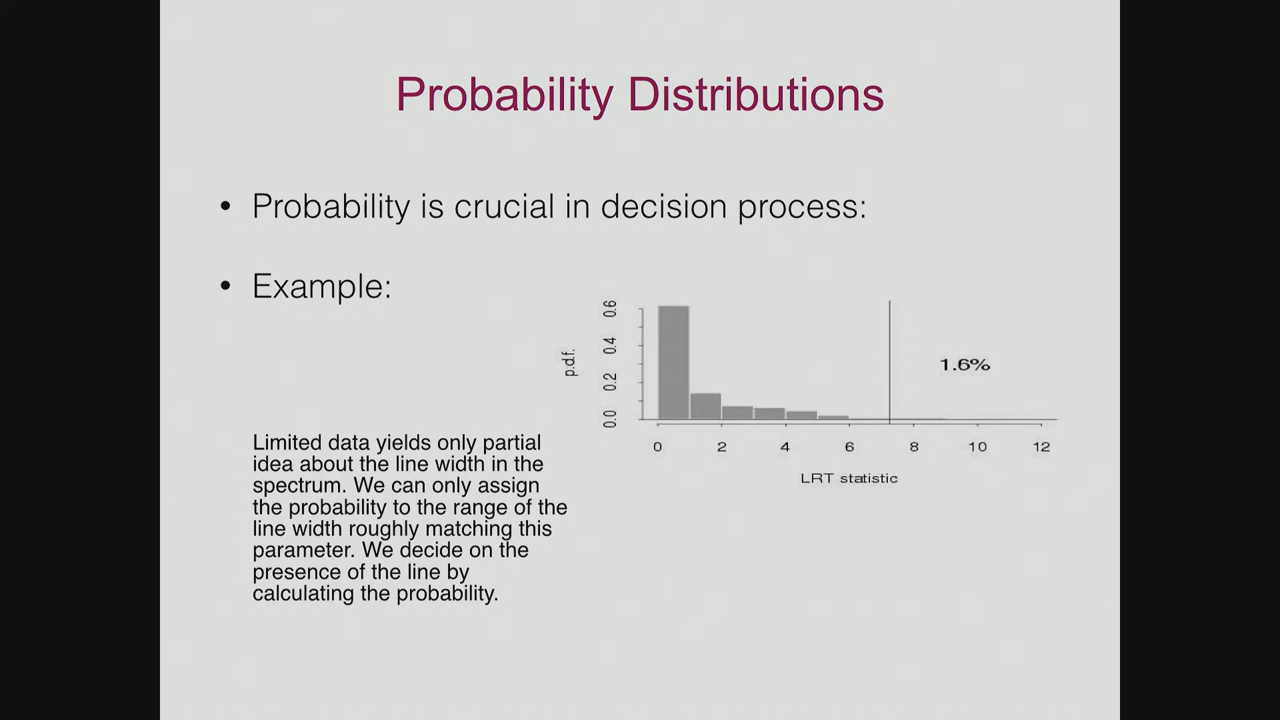 Probability Distributions
• Probability is crucial in decision process:
• Example:
Limited data yields only partial
idea about the line width in the
spectrum. We can only assign
the probability to the range of the
line width roughly matching this
parameter. We decide on the
presence of the line by
calculating the probability.
p.d.f.
0.6
0.4
0.2
0.0
1.6%
0 2 4 6 8 10 12
LRT statistic